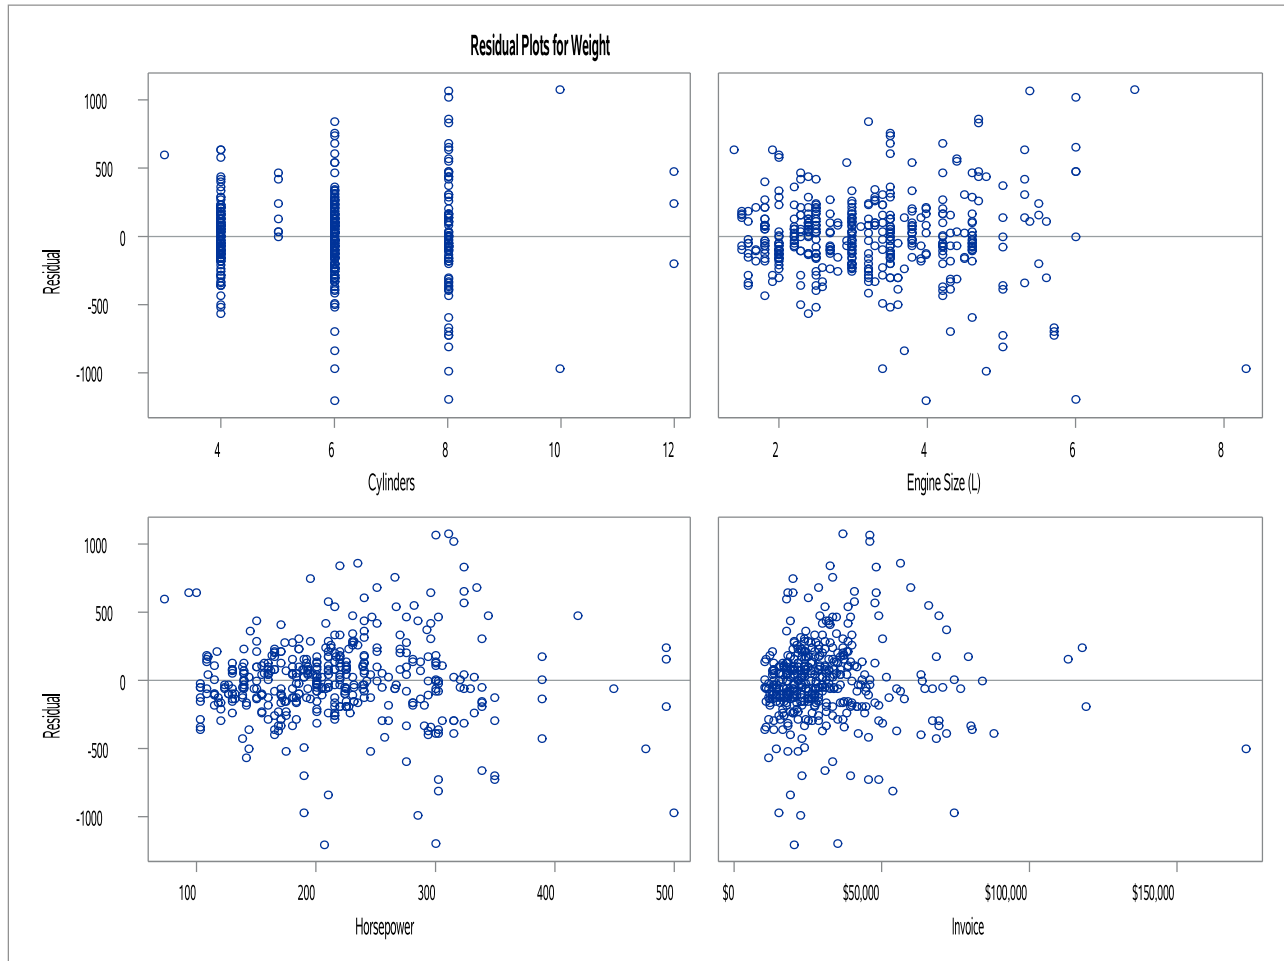 Residual Plots for Weight
1000
500
0
-500
-1000
Residual
4 6 8 10 12
Cylinders
2 4 6 8
Engine Size (L)
1000
500
0
-500
-1000
Residual
100 200 300 400 500
Horsepower
$0 $50,000 $100,000 $150,000
Invoice